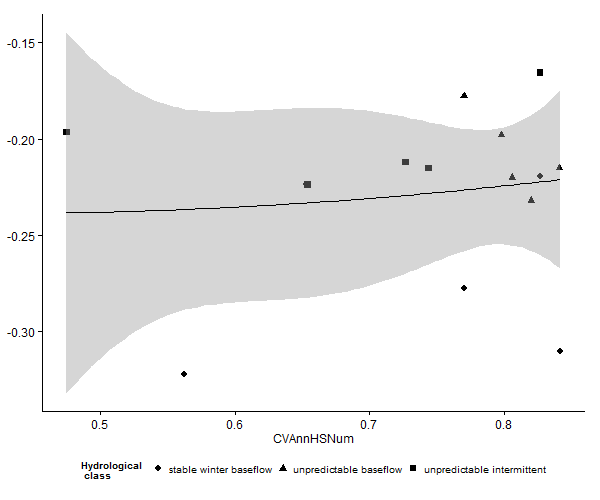 -0.15
-0.20
-0.25
-0.30
0.5 0.6 0.7 0.8
CVAnnHSNum
Hydrological
class
stable winter baseflow unpredictable baseflow unpredictable intermittent